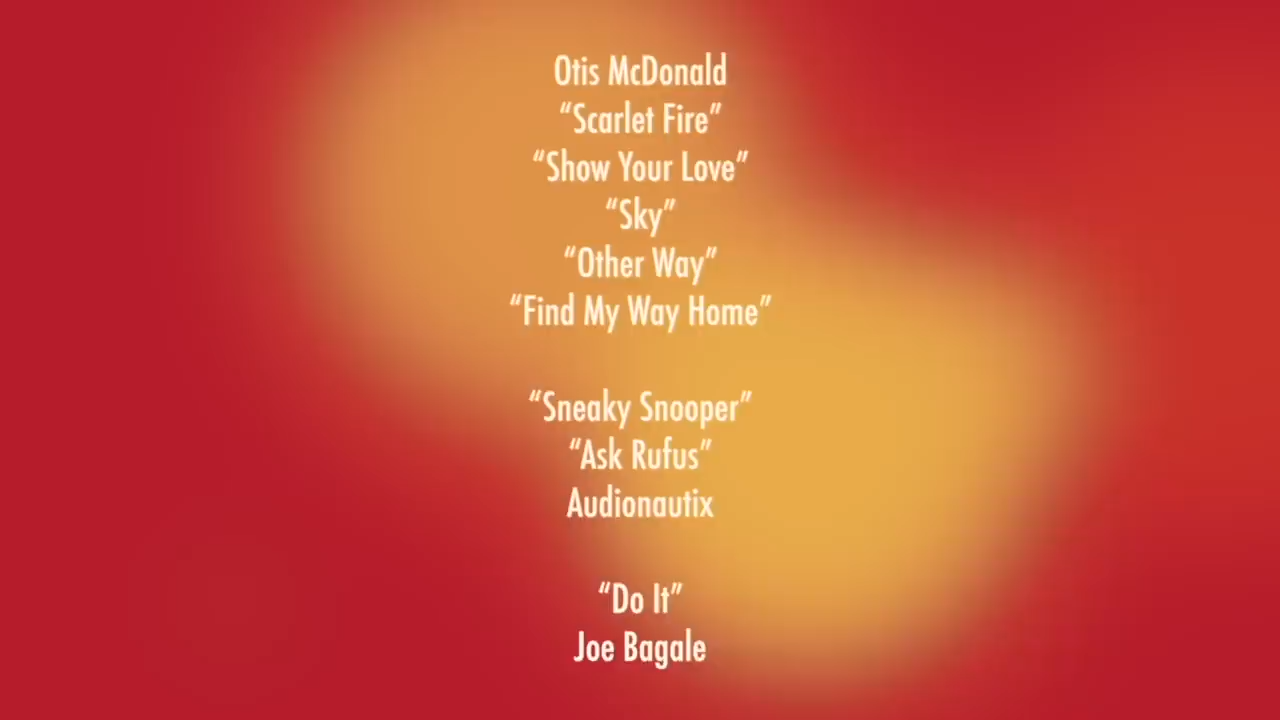 Otis McDonald
“Scarlet Fire”
“Show Your Love”
“Sky”
“Other Way”
“Find My Way Home”
“Sneaky Snooper”
“Ask Rufus”
Audionautix
“Do It”
Joe Bagale